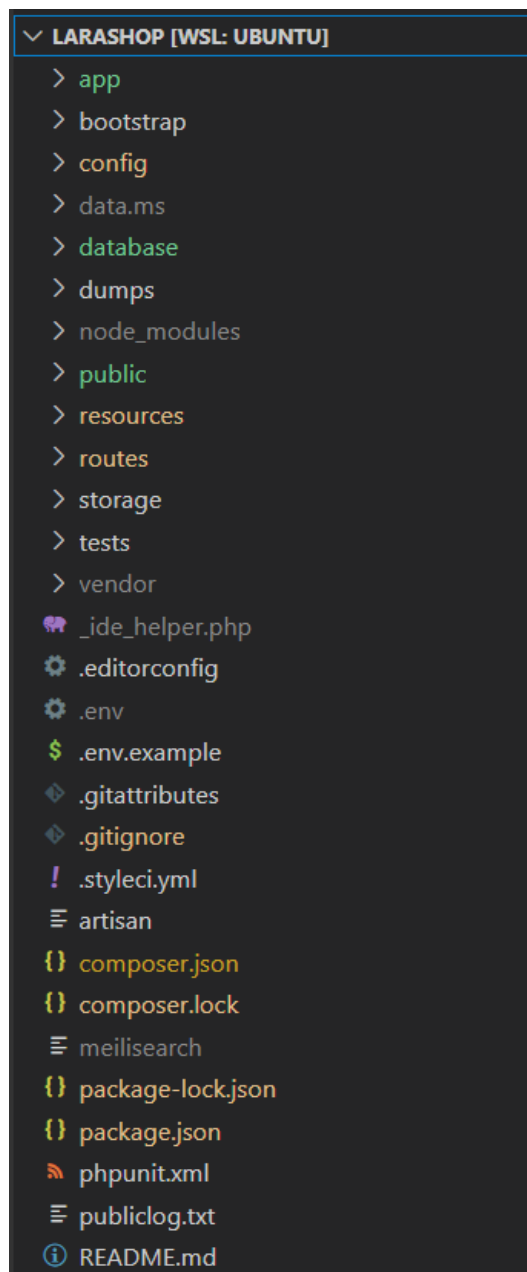 LARASHOP [WSL: UBUNTU]
app
bootstrap
config
data.ms
database
dumps
node_modules
public
resources
routes
storage
tests
vendor
_ide_helper.php
.editorconfig
.env
.env.example
.gitattributes
.gitignore
.styleci.yml
artisan
composer.json
composer.lock
meilisearch
package-lock.json
package.json
phpunit.xml
publiclog.txt
README.md